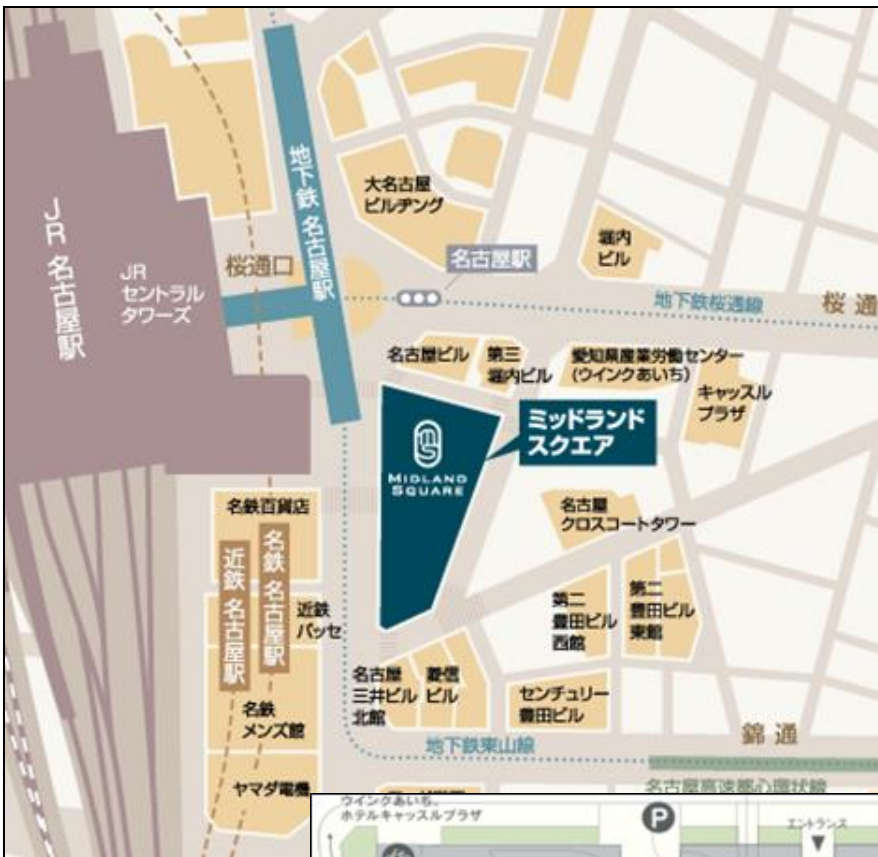 地下鉄 名古屋駅
大名古屋
ビルヂング
JR 名古屋駅
JR
セントラル
タワーズ
桜通口
名古屋駅
堀内
ビル
地下鉄桜通線
桜通
名古屋ビル
第三
堀内ビル
愛知県産業労働センター
(ウインクあいち)
キャッスル
プラザ
ミッドランド
スクエア
MIDLAND
SQUARE
名鉄百貨店
名古屋
クロスコートタワー
近鉄 名古屋駅
名鉄 名古屋駅
近鉄
パッセ
第二
豊田ビル
西館
第二
豊田ビル
東館
名古屋
三井ビル
北館
菱信
ビル
センチュリー
豊田ビル
名鉄
メンズ館
地下鉄東山線
錦通
ヤマダ電機
名古屋高速都心環状線
ウインクあいち、
ホテルキャッスルプラザ
P
エントランス